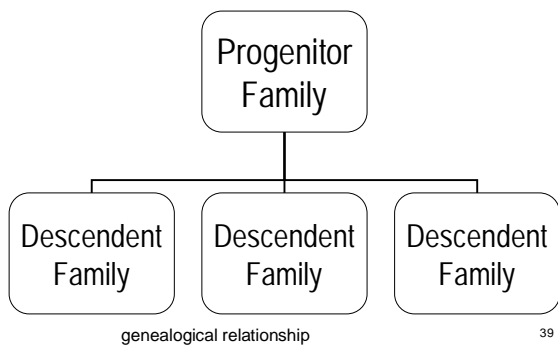 Progenitor
Family
Descendent
Family
Descendent
Family
Descendent
Family
genealogical relationship
39